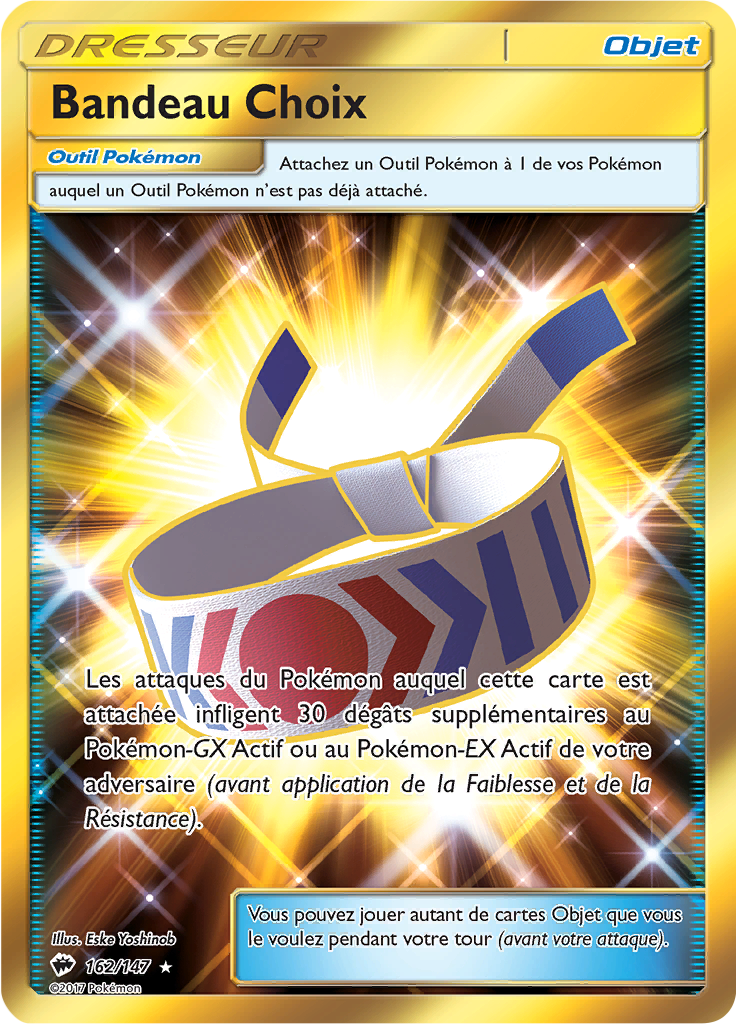 DRESSEUR
Objet
Bandeau Choix
Outil Pokémon
Attachez un Outil Pokémon à 1 de vos Pokémon
auquel un Outil Pokémon n'est pas déjà attaché.
Les attaques du Pokémon auquel cette carte est
attachée infligent 30 dégâts supplémentaires au
Pokémon-GX Actif ou au Pokémon-EX Actif de votre
adversaire (avant application de la Faiblesse et de la
Résistance).
Vous pouvez jouer autant de cartes Objet que vous
le voulez pendant votre tour (avant votre attaque).
Illus. Eske Yoshinob
162/147 ★
©2017 Pokémon